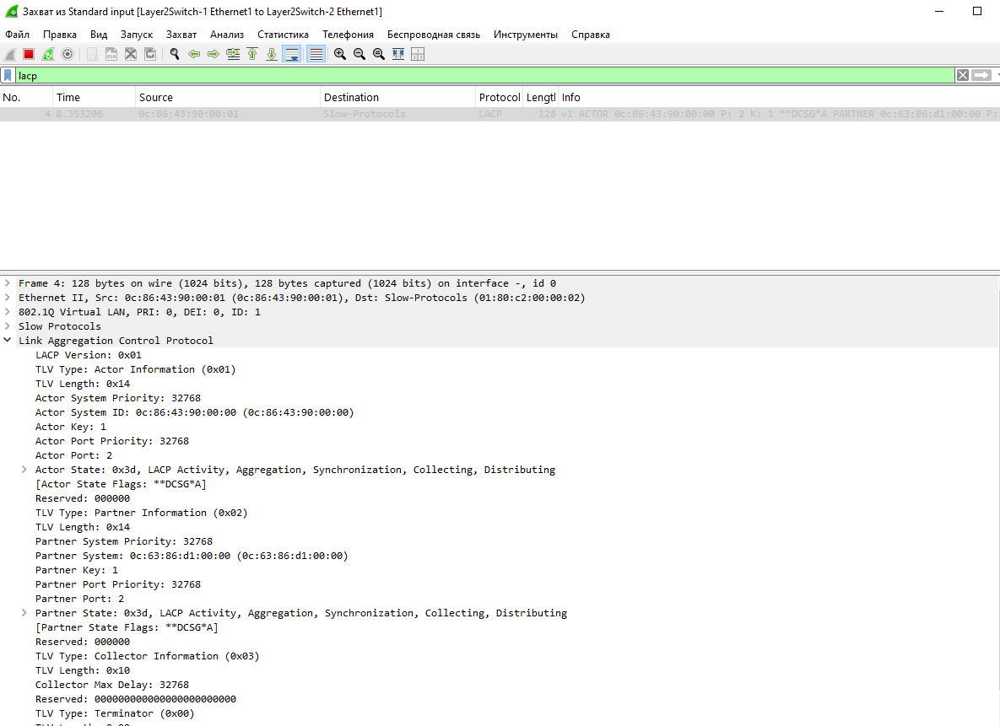 Захват из Standard input [Layer2Switch-1 Ethernet1 to Layer2Switch-2 Ethernet1]
Файл Правка Вид Запуск Захват Анализ Статистика Телефония Беспроводная связь Инструменты Справка
lacp
No. Time Source Destination Protocol Lengtl Info
4 8.353206 0c:86:43:90:00:01 Slow-Protocols LACP 128 v1 ACTOR 0c:86:43:90:00:00 P: 2 K: 1 **DCSG*A PARTNER 0c:63:86:d1:00:00 P:
Frame 4: 128 bytes on wire (1024 bits), 128 bytes captured (1024 bits) on interface -, id 0
Ethernet II, Src: 0c:86:43:90:00:01 (0c:86:43:90:00:01), Dst: Slow-Protocols (01:80:c2:00:00:02)
802.1Q Virtual LAN, PRI: 0, DEI: 0, ID: 1
Slow Protocols
Link Aggregation Control Protocol
LACP Version: 0x01
TLV Type: Actor Information (0x01)
TLV Length: 0x14
Actor System Priority: 32768
Actor System ID: 0c:86:43:90:00:00 (0c:86:43:90:00:00)
Actor Key: 1
Actor Port Priority: 32768
Actor Port: 2
Actor State: 0x3d, LACP Activity, Aggregation, Synchronization, Collecting, Distributing
[Actor State Flags: **DCSG*A]
Reserved: 000000
TLV Type: Partner Information (0x02)
TLV Length: 0x14
Partner System Priority: 32768
Partner System: 0c:63:86:d1:00:00 (0c:63:86:d1:00:00)
Partner Key: 1
Partner Port Priority: 32768
Partner Port: 2
Partner State: 0x3d, LACP Activity, Aggregation, Synchronization, Collecting, Distributing
[Partner State Flags: **DCSG*A]
Reserved: 000000
TLV Type: Collector Information (0x03)
TLV Length: 0x10
Collector Max Delay: 32768
Reserved: 000000000000000000000000
TLV Type: Terminator (0x00)